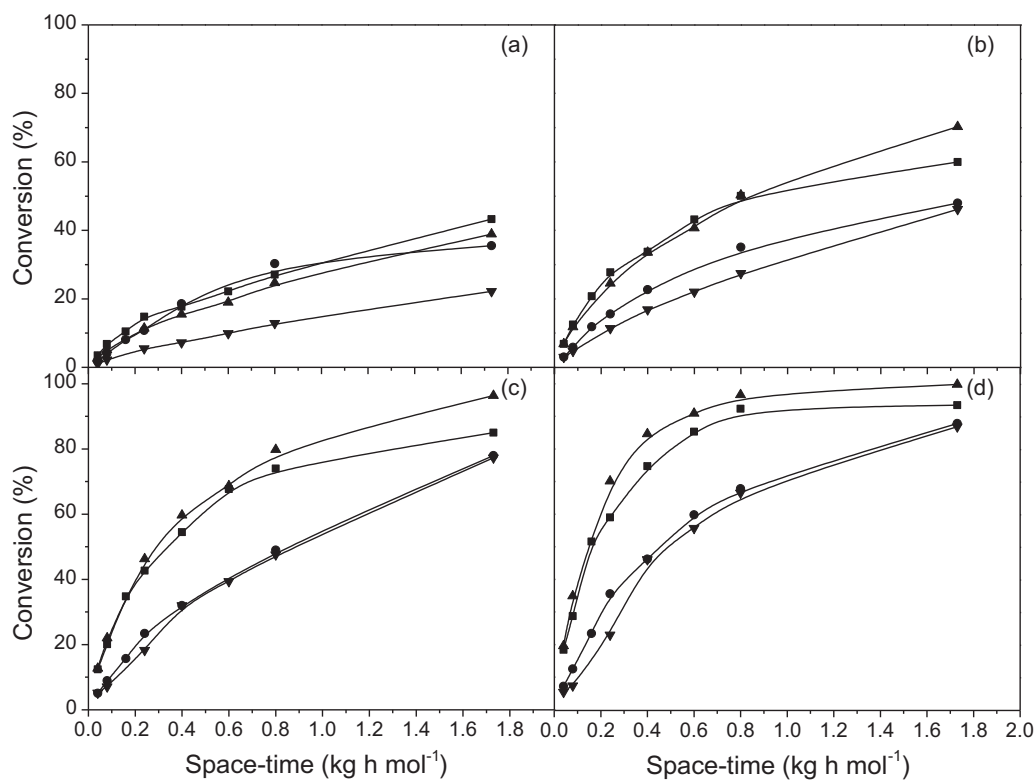 (a)
(b)
100
80
60
40
20
0
Conversion (%)
(c)
(d)
100
80
60
40
20
0
Conversion (%)
0.0 0.2 0.4 0.6 0.8 1.0 1.2 1.4 1.6 1.8
0.0 0.2 0.4 0.6 0.8 1.0 1.2 1.4 1.6 1.8 2.0
Space-time (kg h mol⁻¹)
Space-time (kg h mol⁻¹)